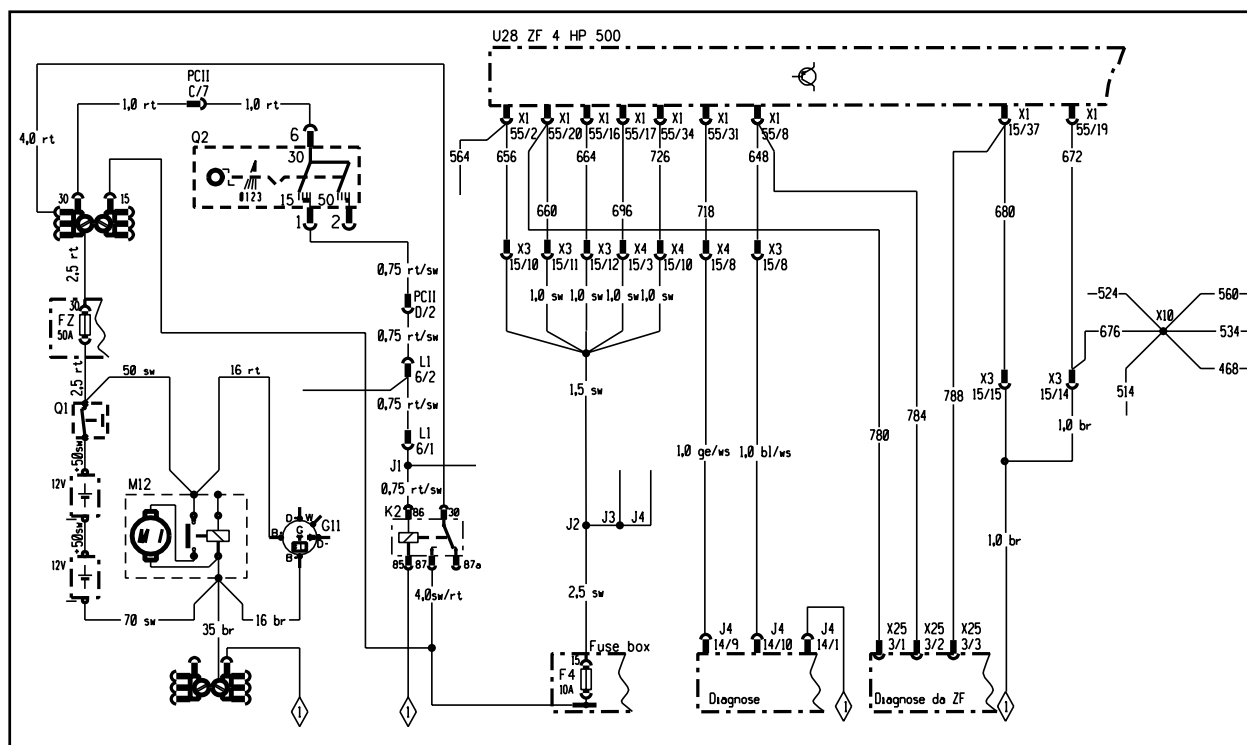 U28 ZF 4 HP 500
PCII
C/7
1,0 rt
1,0 rt
4,0 rt
6
Q2
30
0123
15
50
1
2
X1
55/2
X1
55/20
X1
55/16
X1
55/17
X1
55/34
X1
55/31
X1
55/8
X1
15/37
X1
55/19
564
656
664
726
648
672
660
696
718
680
30
15
2,5 rt
0,75 rt/sw
X3
15/10
X3
15/11
X3
15/12
X4
15/3
X4
15/10
X4
15/8
X3
15/8
1,0 sw
1,0 sw
1,0 sw
1,0 sw
PCII
D/2
30
FZ
50A
0,75 rt/sw
524
560
X10
676
534
468
514
2,5 rt
50 sw
16 rt
L1
6/2
0,75 rt/sw
1,5 sw
X3
15/15
X3
15/14
788
784
780
1,0 br
Q1
L1
6/1
J1
1,0 ge/ws
1,0 bl/ws
+50sw
12V
M12
M1
0,75 rt/sw
K2
86
30
D+
W
G
G11
B+
D-
B-
J2
J3
J4
+50sw
12V
85
87
87a
1,0 br
4,0sw/rt
2,5 sw
70 sw
16 br
35 br
Fuse box
15
F4
10A
J4
14/9
J4
14/10
J4
14/1
X25
3/1
X25
3/2
X25
3/3
Diagnose
Diagnose da ZF
1
1
1
1